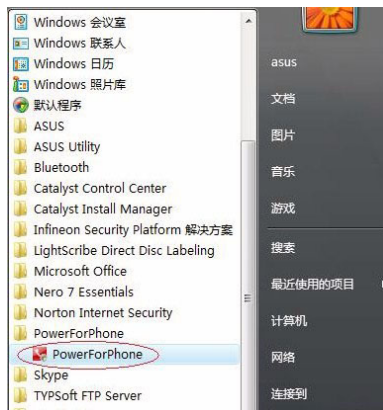 Windows 会议室
Windows 联系人
Windows 日历
Windows 照片库
默认程序
ASUS
ASUS Utility
Bluetooth
Catalyst Control Center
Catalyst Install Manager
Infineon Security Platform 解决方案
LightScribe Direct Disc Labeling
Microsoft Office
Nero 7 Essentials
Norton Internet Security
PowerForPhone
PowerForPhone
Skype
TYPSoft FTP Server
asus
文档
图片
音乐
游戏
搜索
最近使用的项目
计算机
网络
连接到